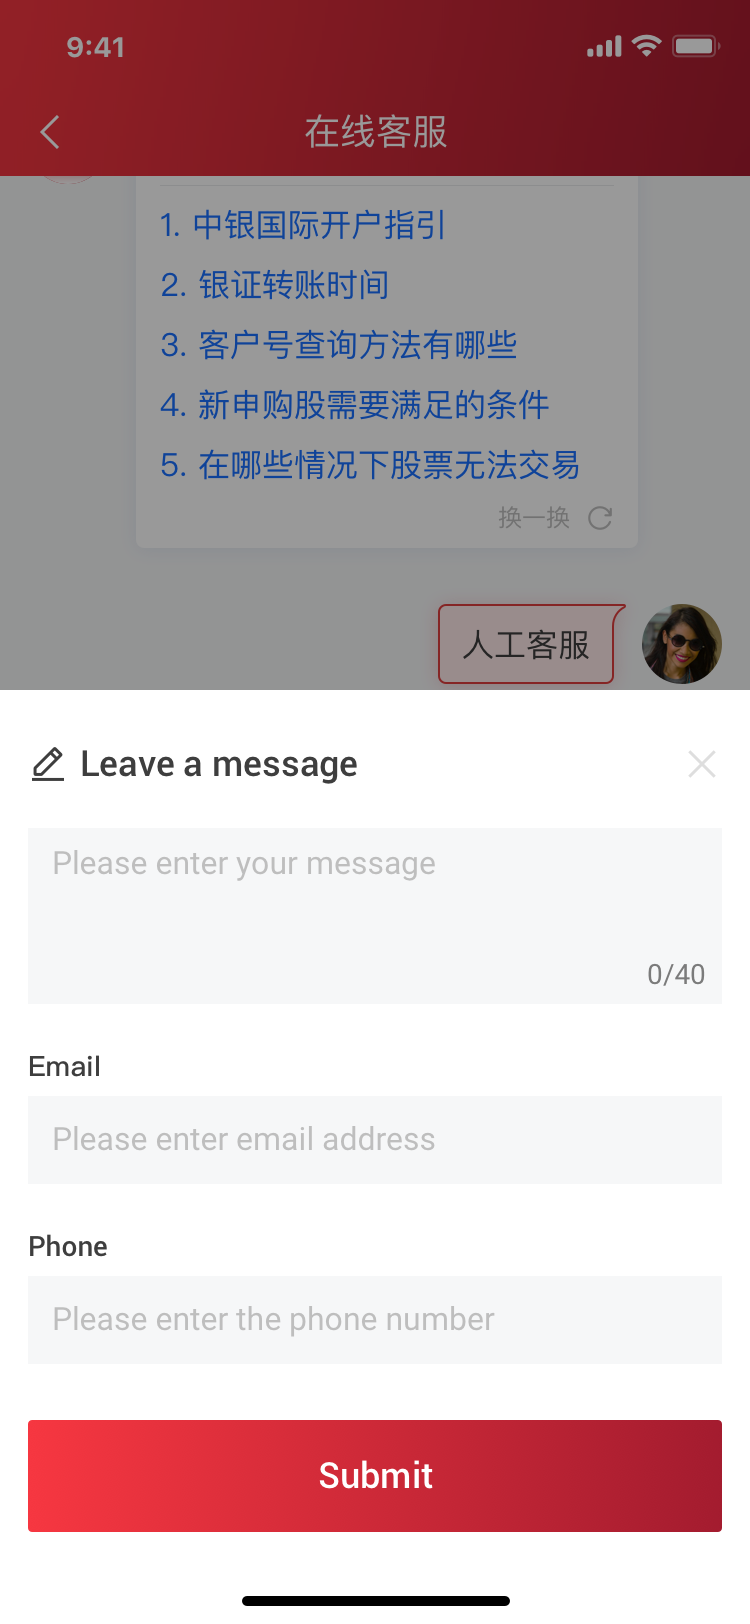 9:41
在线客服
1. 中银国际开户指引
2. 银证转账时间
3. 客户号查询方法有哪些
4. 新申购股需要满足的条件
5. 在哪些情况下股票无法交易
换一换
人工客服
Leave a message
Please enter your message
0/40
Email
Please enter email address
Phone
Please enter the phone number
Submit